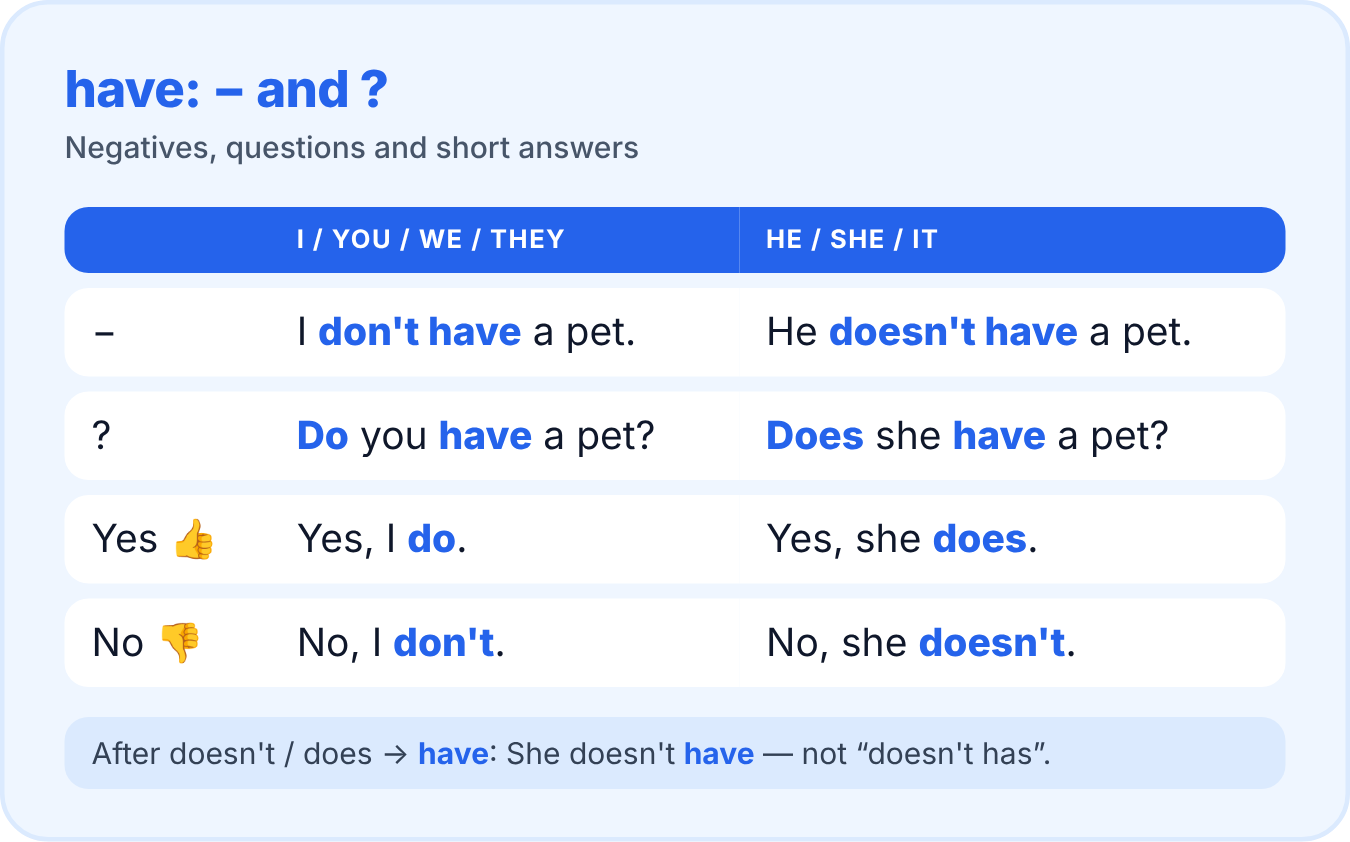 have: – and ?
Negatives, questions and short answers
I / YOU / WE / THEY HE / SHE / IT
– I don't have a pet. He doesn't have a pet.
? Do you have a pet? Does she have a pet?
Yes 👍 Yes, I do. Yes, she does.
No 👎 No, I don't. No, she doesn't.
After doesn't / does → have: She doesn't have — not “doesn't has”.